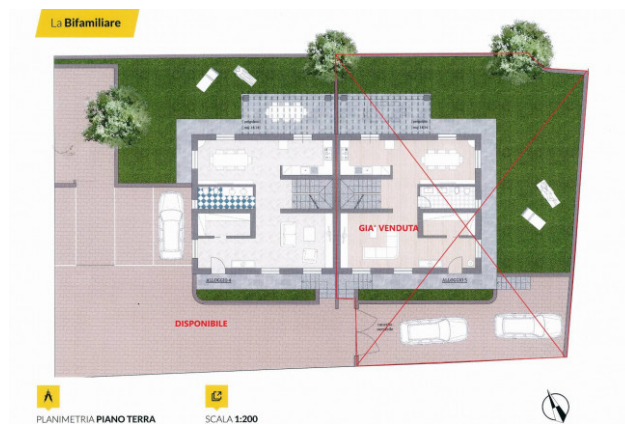 La Bifamiliare
GIA' VENDUTA
DISPONIBILE
PLANIMETRIA PIANO TERRA
SCALA 1:200